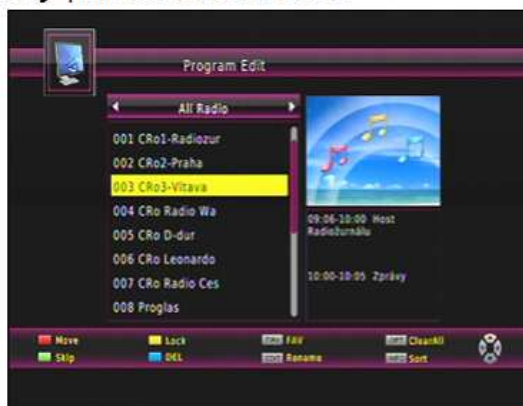 Program Edit
All Radio
001 CRo1-Radiozur
002 CRo2-Praha
003 CRo3-Vltava
004 CRo Radio Wa
005 CRo D-dur
006 CRo Leonardo
007 CRo Radio Ces
008 Proglas
09:06-10:00 Host
Radiožurnálu
10:00-10:05 Zprávy
Move Lock FAV FAV ClearAll
Skip DEL Rename Sort